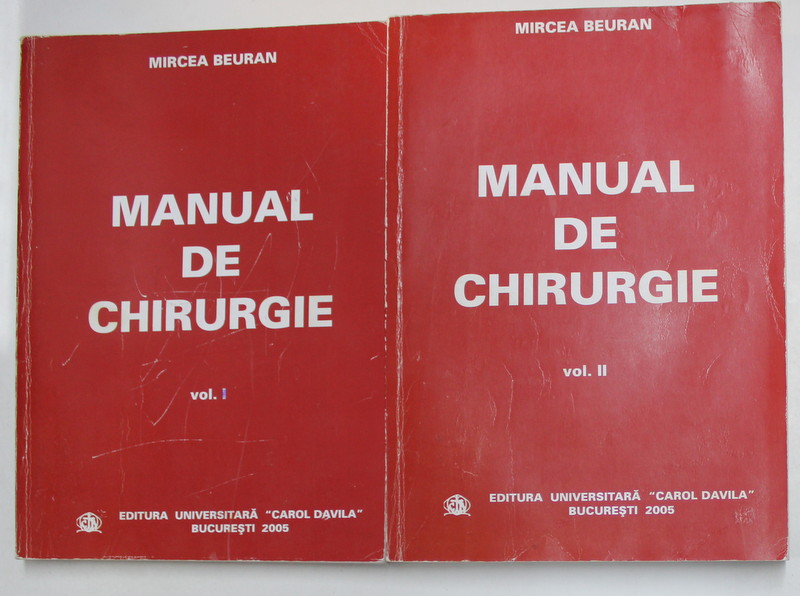 MIRCEA BEURAN
MANUAL
DE
CHIRURGIE
vol. I
EDITURA UNIVERSITARĂ "CAROL DAVILA"
BUCUREŞTI 2005
MIRCEA BEURAN
MANUAL
DE
CHIRURGIE
vol. II
EDITURA UNIVERSITARĂ "CAROL DAVILA"
BUCUREŞTI 2005